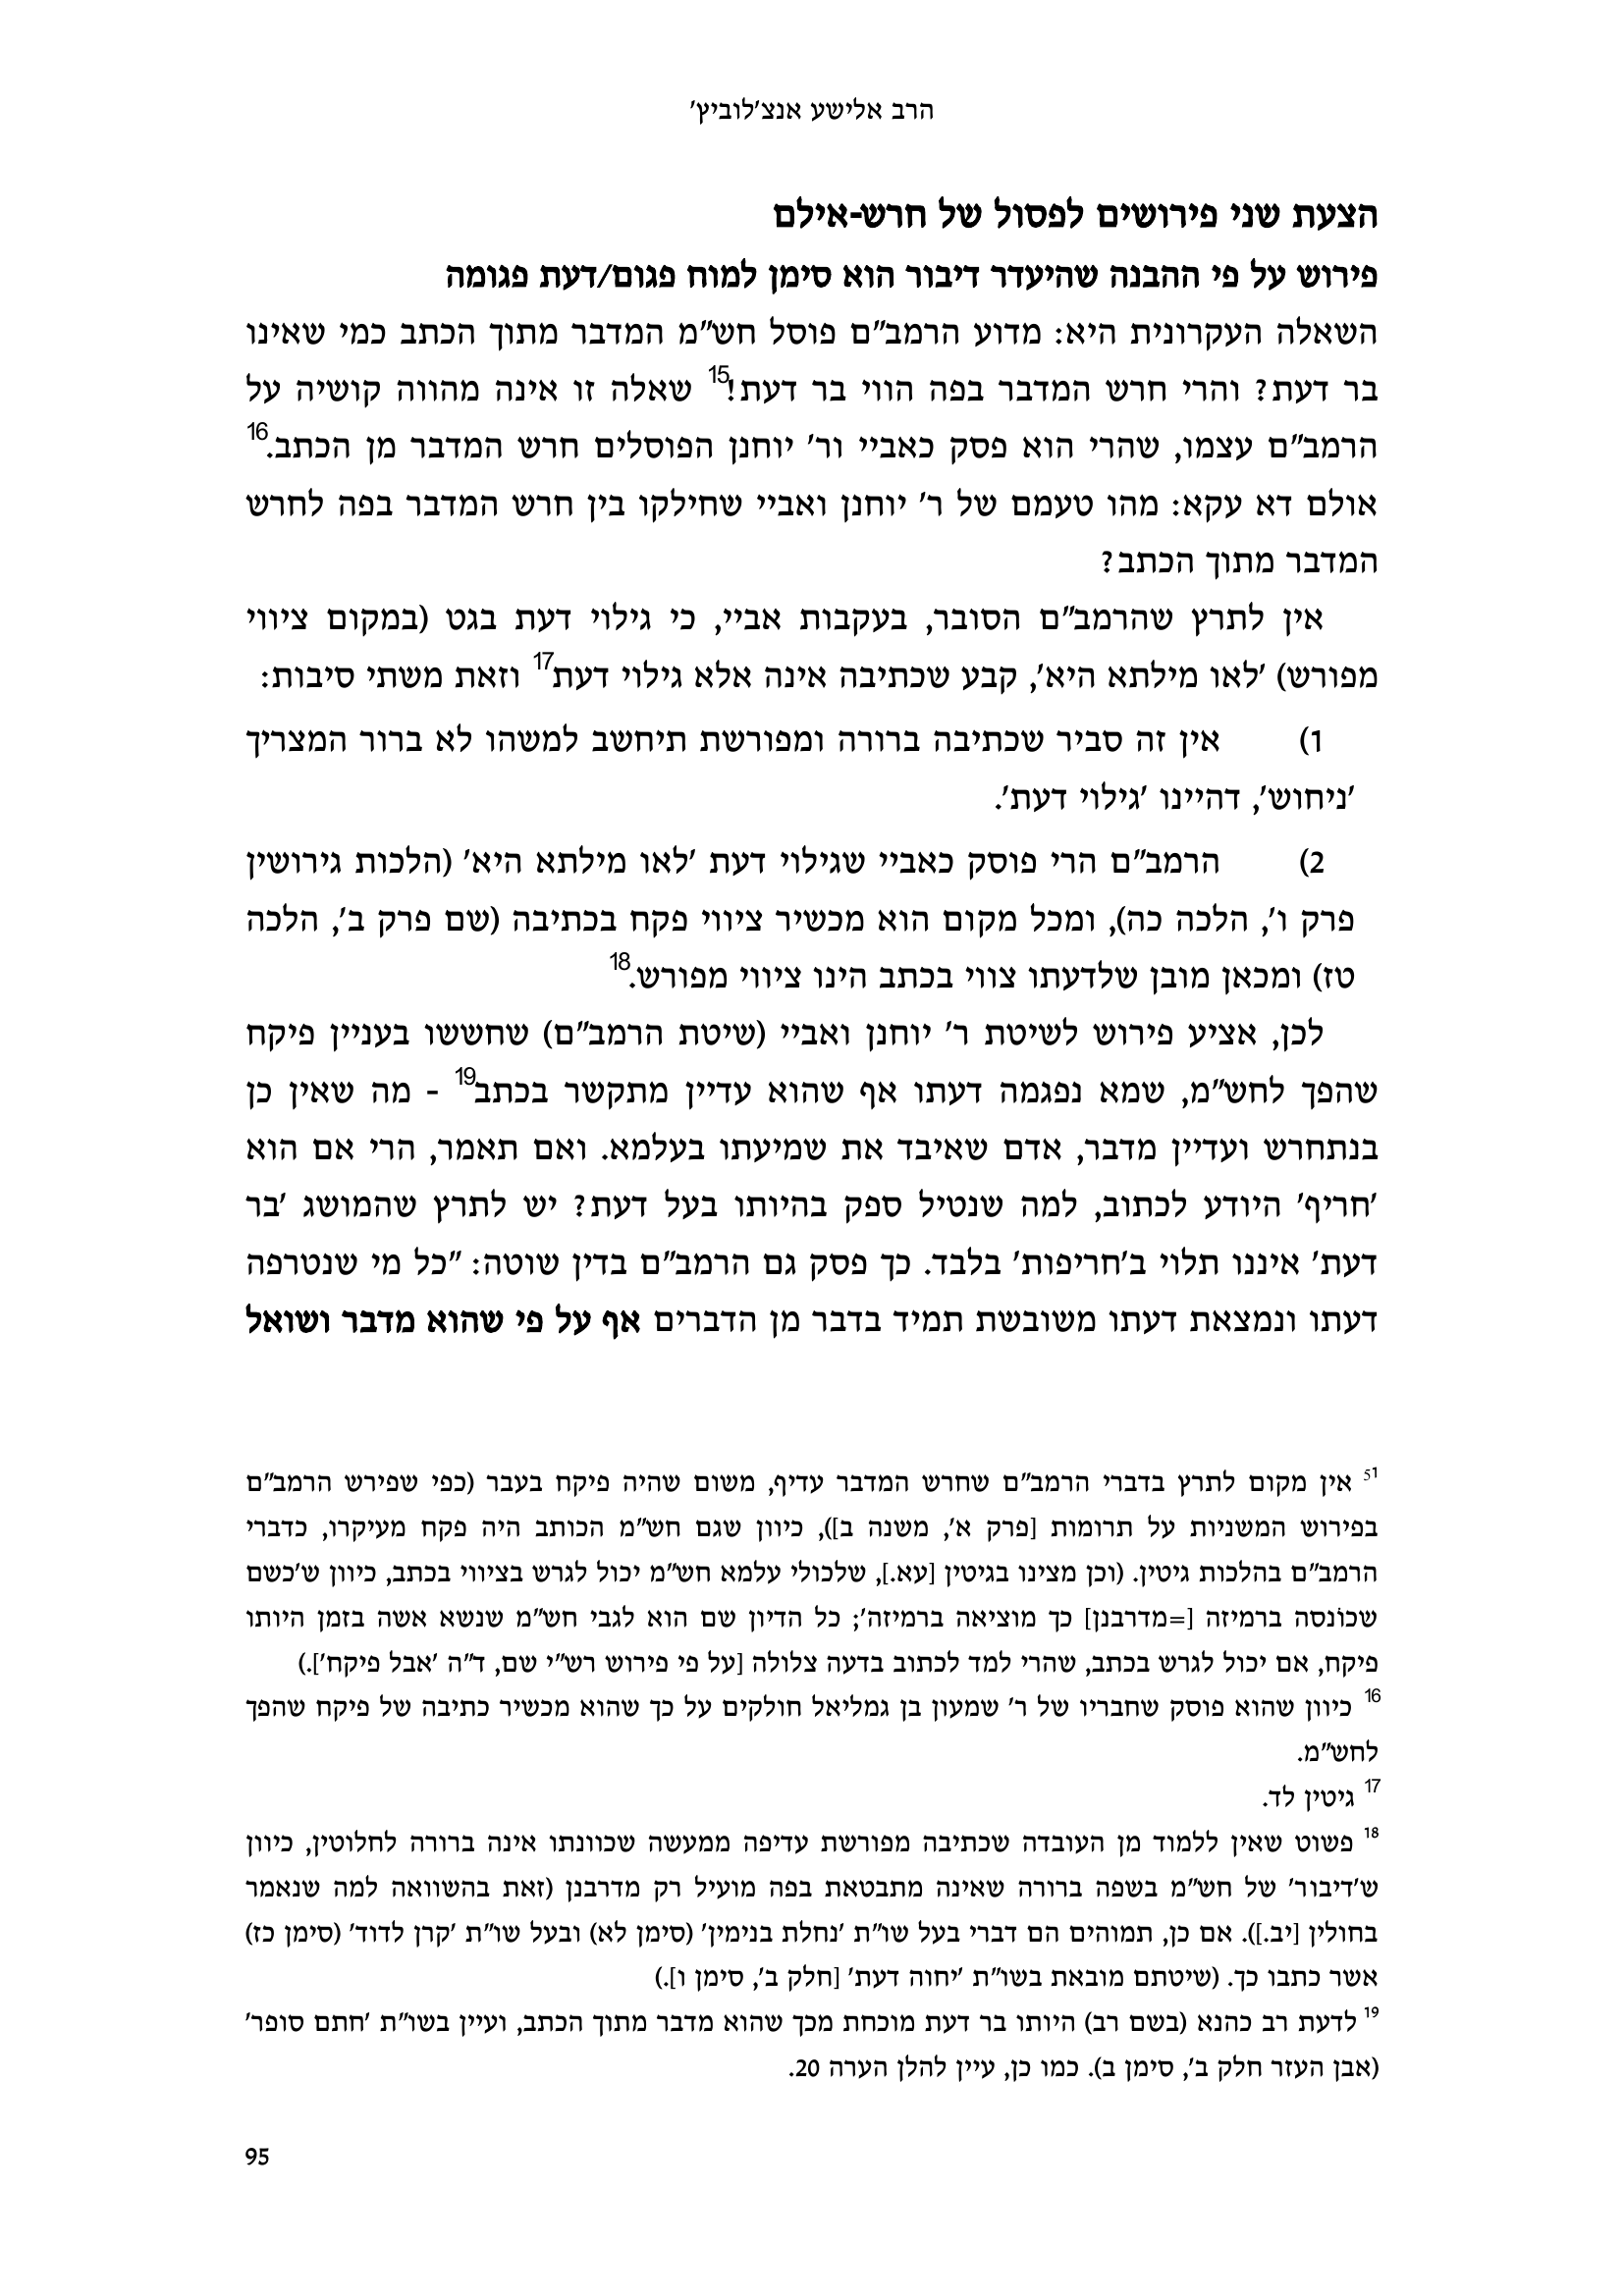 הרב אלישע אנצ'לוביץ'
הצעת שני פירושים לפסול של חרש-אילם
פירוש על פי ההבנה שהיעדר דיבור הוא סימן למוח פגום/דעת פגומה
השאלה העקרונית היא: מדוע הרמב"ם פוסל חש"מ המדבר מתוך הכתב כמי שאינו
בר דעת? והרי חרש המדבר בפה הווי בר דעת!15 שאלה זו אינה מהווה קושיה על
הרמב"ם עצמו, שהרי הוא פסק כאביי ור' יוחנן הפוסלים חרש המדבר מן הכתב.16
אולם דא עקא: מהו טעמם של ר' יוחנן ואביי שחילקו בין חרש המדבר בפה לחרש
המדבר מתוך הכתב?
אין לתרץ שהרמב"ם הסובר, בעקבות אביי, כי גילוי דעת בגט (במקום ציווי
מפורש) 'לאו מילתא היא', קבע שכתיבה אינה אלא גילוי דעת17 וזאת משתי סיבות:
1) אין זה סביר שכתיבה ברורה ומפורשת תיחשב למשהו לא ברור המצריך
'ניחוש', דהיינו 'גילוי דעת'.
2) הרמב"ם הרי פוסק כאביי שגילוי דעת 'לאו מילתא היא' (הלכות גירושין
פרק ו', הלכה כה), ומכל מקום הוא מכשיר ציווי פקח בכתיבה (שם פרק ב', הלכה
טז) ומכאן מובן שלדעתו צווי בכתב הינו ציווי מפורש.18
לכן, אציע פירוש לשיטת ר' יוחנן ואביי (שיטת הרמב"ם) שחששו בעניין פיקח
שהפך לחש"מ, שמא נפגמה דעתו אף שהוא עדיין מתקשר בכתב19 - מה שאין כן
בנתחרש ועדיין מדבר, אדם שאיבד את שמיעתו בעלמא. ואם תאמר, הרי אם הוא
'חריף' היודע לכתוב, למה שנטיל ספק בהיותו בעל דעת? יש לתרץ שהמושג 'בר
דעת' איננו תלוי ב'חריפות' בלבד. כך פסק גם הרמב"ם בדין שוטה: "כל מי שנטרפה
דעתו ונמצאת דעתו משובשת תמיד בדבר מן הדברים אף על פי שהוא מדבר ושואל
51 אין מקום לתרץ בדברי הרמב"ם שחרש המדבר עדיף, משום שהיה פיקח בעבר (כפי שפירש הרמב"ם
בפירוש המשניות על תרומות [פרק א', משנה ב]), כיוון שגם חש"מ הכותב היה פקח מעיקרו, כדברי
הרמב"ם בהלכות גיטין. (וכן מצינו בגיטין [עא.], שלכולי עלמא חש"מ יכול לגרש בציווי בכתב, כיוון ש'כשם
שכוֹנסה ברמיזה [=מדרבנן] כך מוציאה ברמיזה'; כל הדיון שם הוא לגבי חש"מ שנשא אשה בזמן היותו
פיקח, אם יכול לגרש בכתב, שהרי למד לכתוב בדעה צלולה [על פי פירוש רש"י שם, ד"ה 'אבל פיקח'].)
16 כיוון שהוא פוסק שחבריו של ר' שמעון בן גמליאל חולקים על כך שהוא מכשיר כתיבה של פיקח שהפך
לחש"מ.
17 גיטין לד.
18 פשוט שאין ללמוד מן העובדה שכתיבה מפורשת עדיפה ממעשה שכוונתו אינה ברורה לחלוטין, כיוון
ש'דיבור' של חש"מ בשפה ברורה שאינה מתבטאת בפה מועיל רק מדרבנן (זאת בהשוואה למה שנאמר
בחולין [יב.]). אם כן, תמוהים הם דברי בעל שו"ת 'נחלת בנימין' (סימן לא) ובעל שו"ת 'קרן לדוד' (סימן כז)
אשר כתבו כך. (שיטתם מובאת בשו"ת 'יחוה דעת' [חלק ב', סימן ו].)
19 לדעת רב כהנא (בשם רב) היותו בר דעת מוכחת מכך שהוא מדבר מתוך הכתב, ועיין בשו"ת 'חתם סופר'
(אבן העזר חלק ב', סימן ב). כמו כן, עיין להלן הערה 20.
95